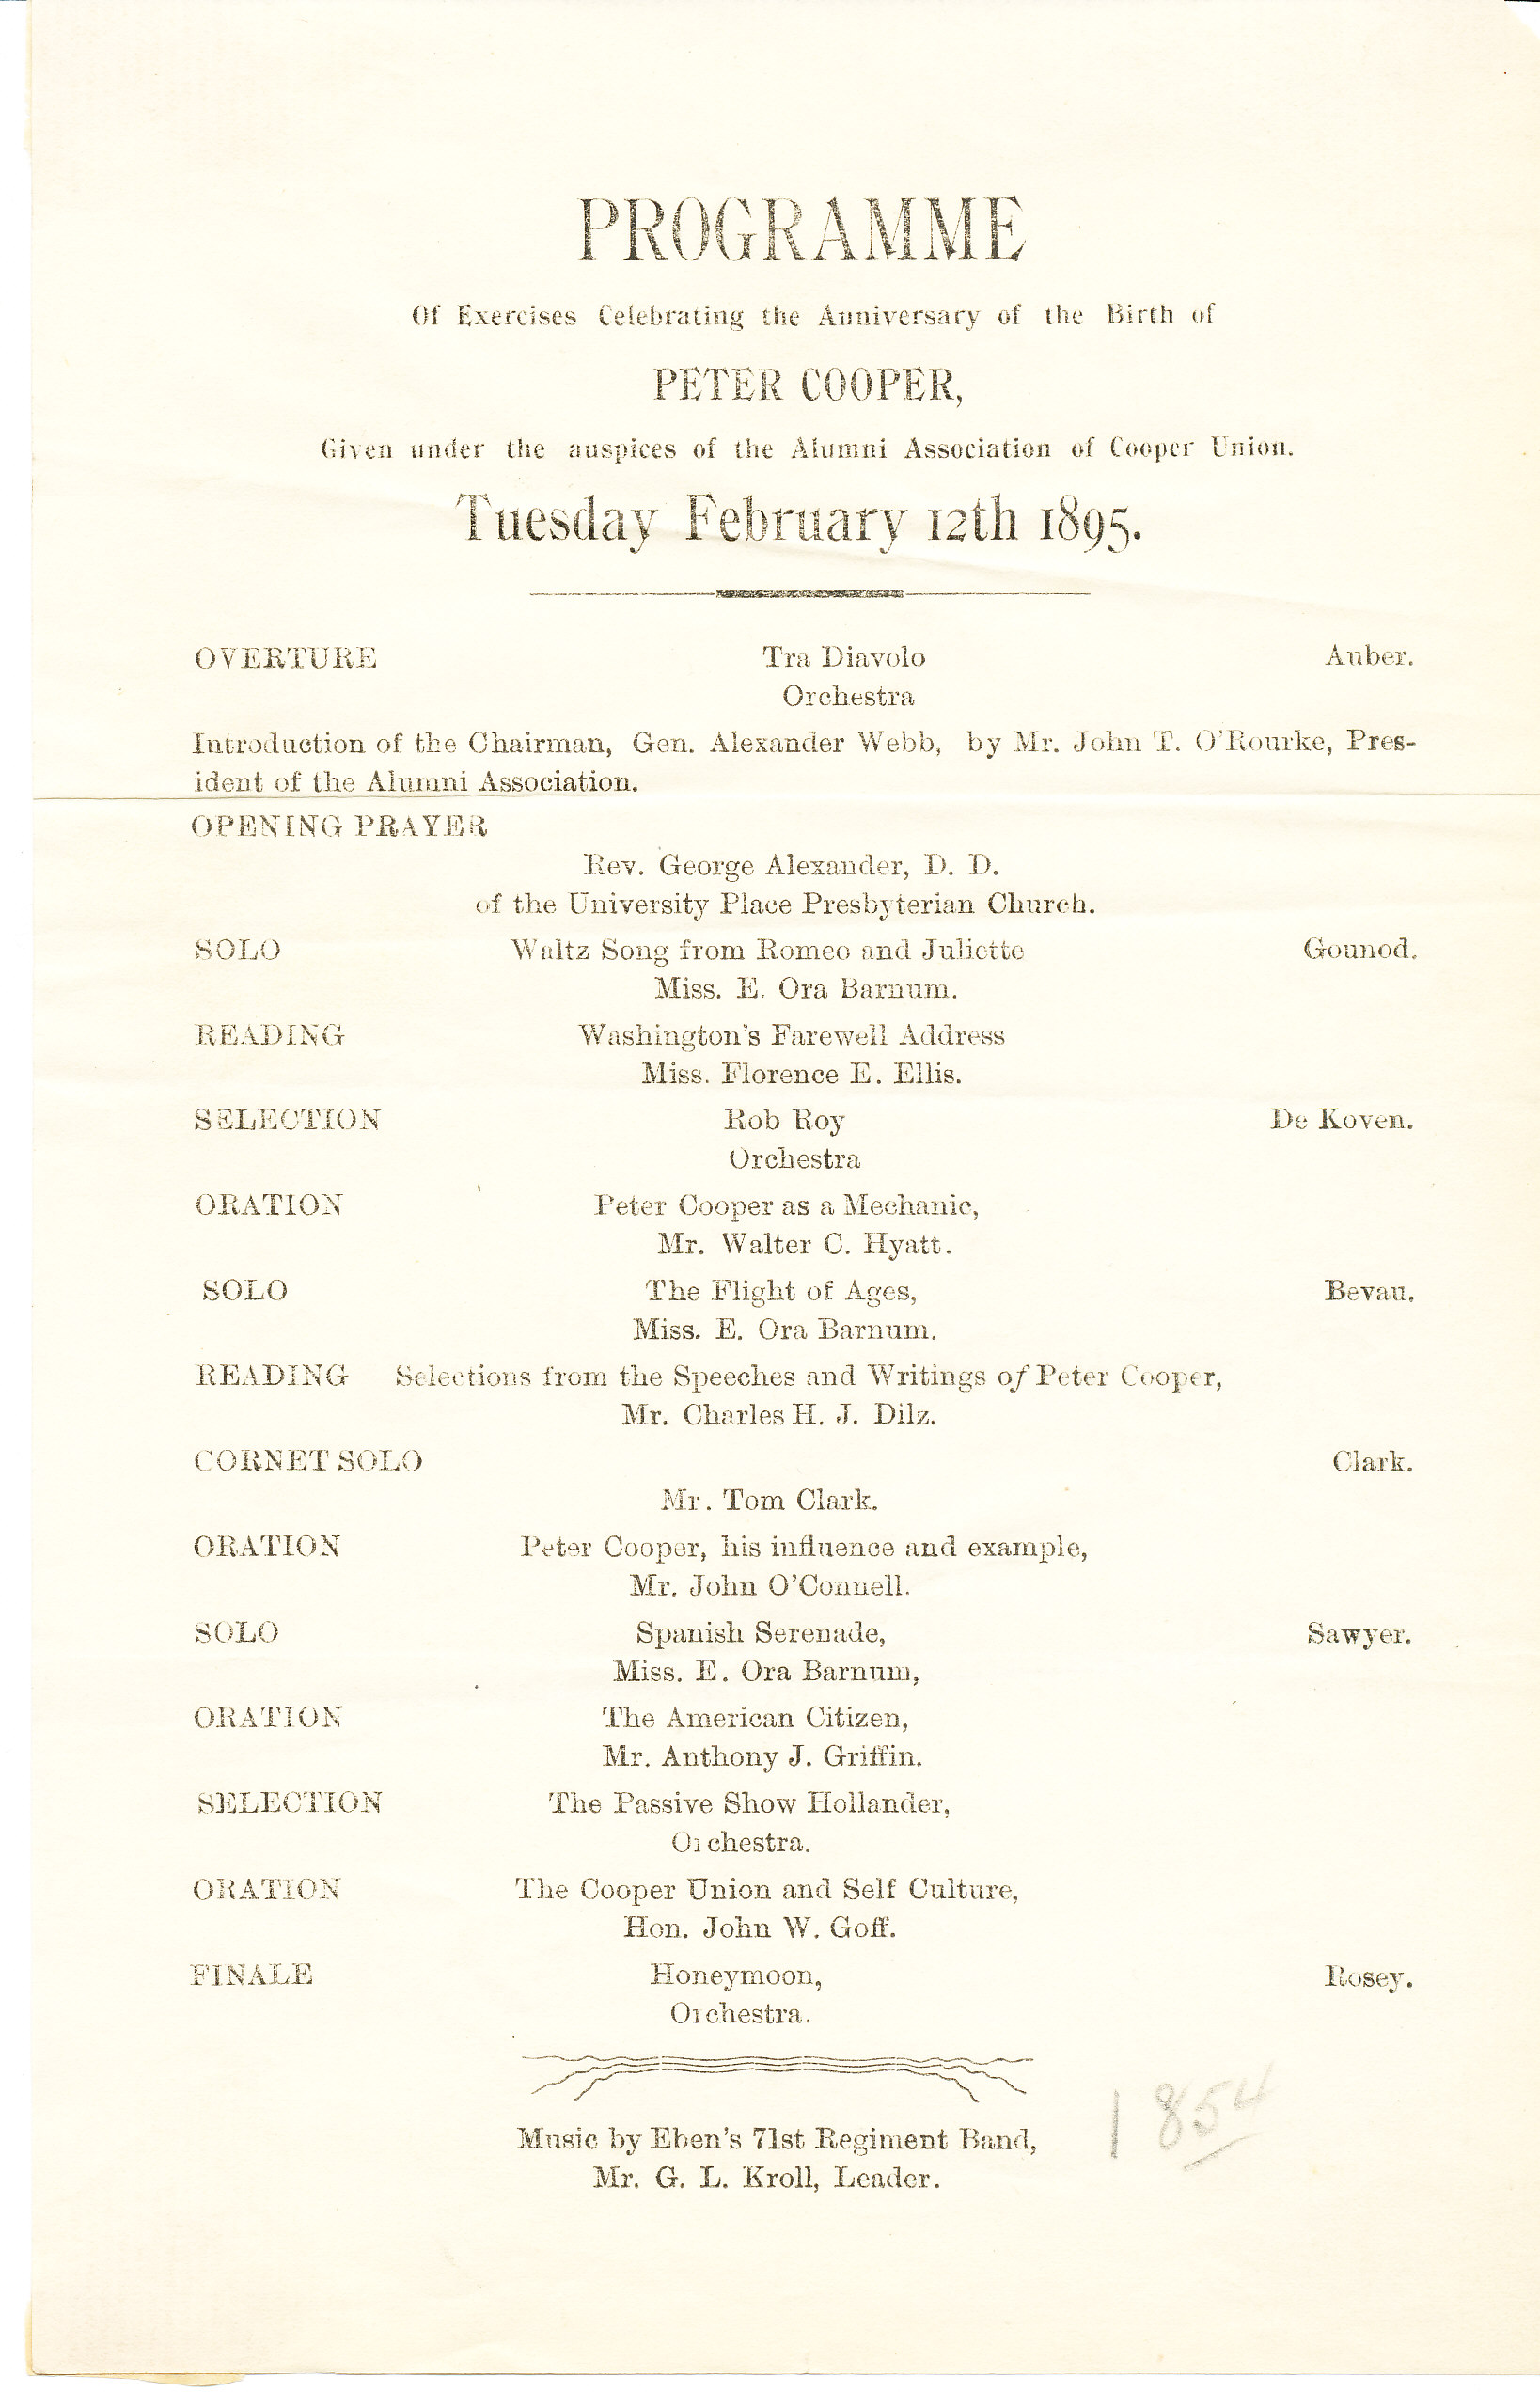 PROGRAMME
Of Exercises Celebrating the Anniversary of the Birth of
PETER COOPER,
Given under the auspices of the Alumni Association of Cooper Union.
Tuesday February 12th 1895.
OVERTURE Tra Diavolo Auber.
Orchestra
Introduction of the Chairman, Gen. Alexander Webb, by Mr. John T. O'Rourke, Pres-
ident of the Alumni Association.
OPENING PRAYER
Rev. George Alexander, D. D.
of the University Place Presbyterian Church.
SOLO Waltz Song from Romeo and Juliette Gounod.
Miss. E. Ora Barnum.
READING Washington's Farewell Address
Miss. Florence E. Ellis.
SELECTION Rob Roy De Koven.
Orchestra
ORATION Peter Cooper as a Mechanic,
Mr. Walter C. Hyatt.
SOLO The Flight of Ages, Bevan.
Miss. E. Ora Barnum.
READING Selections from the Speeches and Writings of Peter Cooper,
Mr. Charles H. J. Dilz.
CORNET SOLO Clark.
Mr. Tom Clark.
ORATION Peter Cooper, his influence and example,
Mr. John O'Connell.
SOLO Spanish Serenade, Sawyer.
Miss. E. Ora Barnum,
ORATION The American Citizen,
Mr. Anthony J. Griffin.
SELECTION The Passive Show Hollander,
Orchestra.
ORATION The Cooper Union and Self Culture,
Hon. John W. Goff.
FINALE Honeymoon, Rosey.
Orchestra.
1854
Music by Eben's 71st Regiment Band,
Mr. G. L. Kroll, Leader.